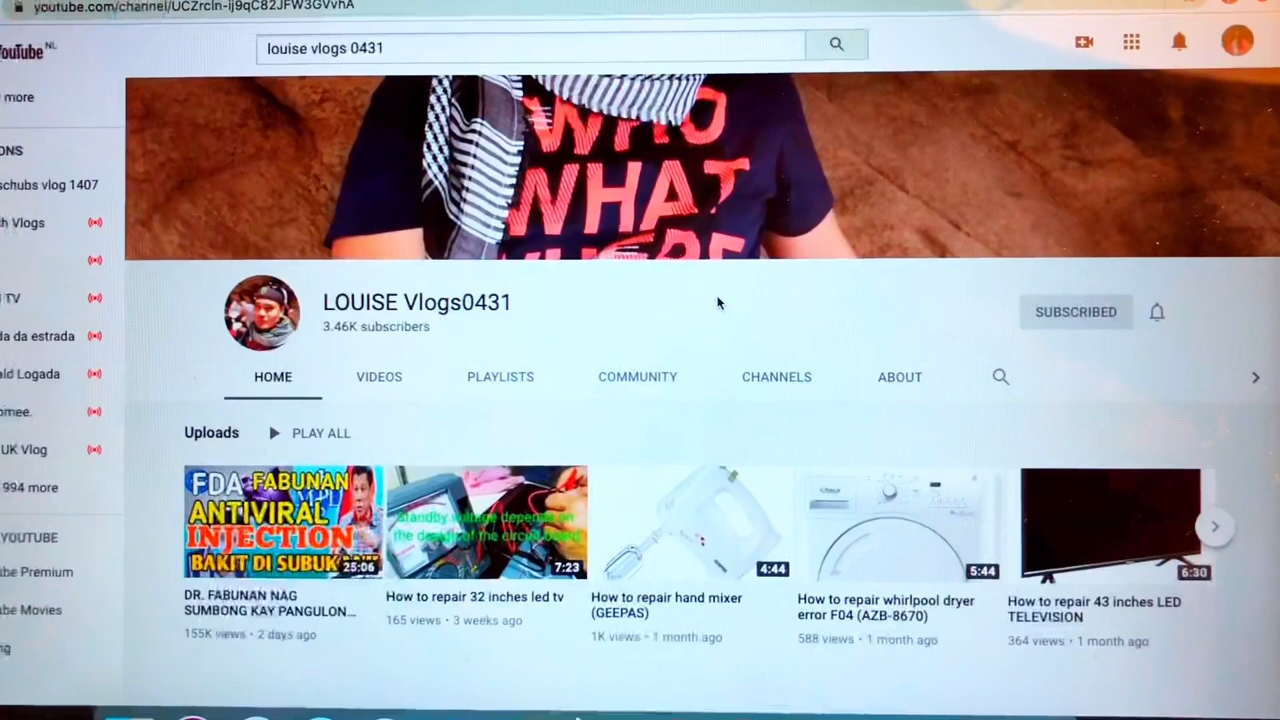 youtube.com/channel/UCZrcIn-ij9qC82JFW3GVvhA
YouTube NL
louise vlogs 0431
more
ONS
schubs vlog 1407
h Vlogs
TV
da da estrada
ald Logada
omee.
UK Vlog
994 more
YOUTUBE
ube Premium
ube Movies
ng
WHO
WHAT
WHERE
LOUISE Vlogs0431
3.46K subscribers
SUBSCRIBED
HOME
VIDEOS
PLAYLISTS
COMMUNITY
CHANNELS
ABOUT
Uploads
PLAY ALL
FDA FABUNAN
ANTIVIRAL
INJECTION
BAKIT DI SUBUK
25:06
DR. FABUNAN NAG
SUMBONG KAY PANGULON...
155K views • 2 days ago
Standby voltage depends on
the design of the circuit board
7:23
How to repair 32 inches led tv
165 views • 3 weeks ago
4:44
How to repair hand mixer
(GEEPAS)
1K views • 1 month ago
5:44
How to repair whirlpool dryer
error F04 (AZB-8670)
588 views • 1 month ago
6:30
How to repair 43 inches LED
TELEVISION
364 views • 1 month ago